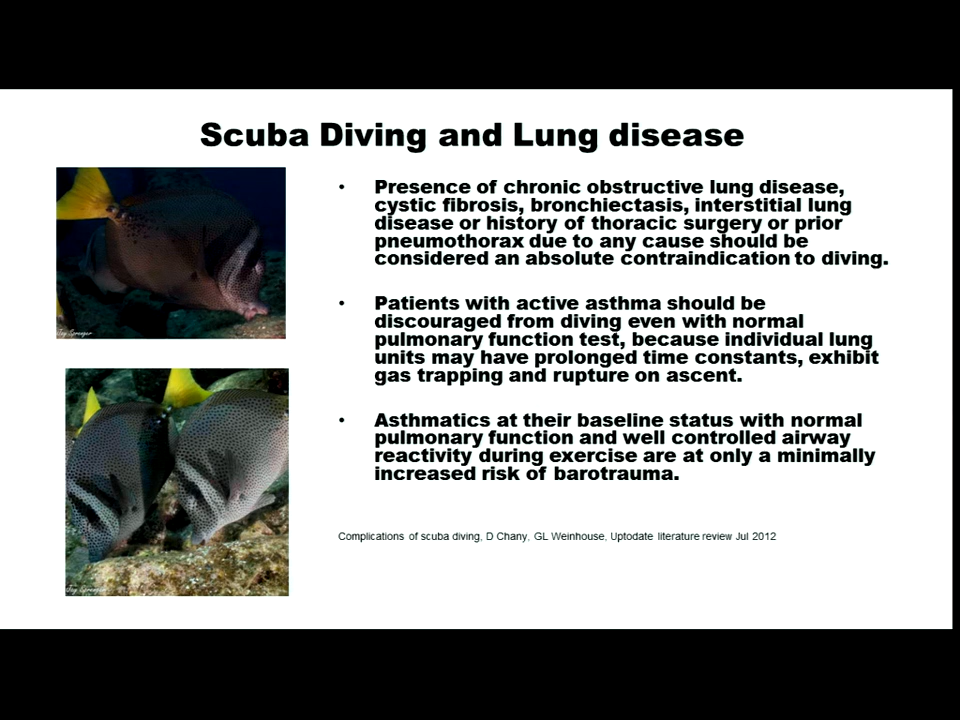 Scuba Diving and Lung disease
• Presence of chronic obstructive lung disease,
cystic fibrosis, bronchiectasis, interstitial lung
disease or history of thoracic surgery or prior
pneumothorax due to any cause should be
considered an absolute contraindication to diving.
• Patients with active asthma should be
discouraged from diving even with normal
pulmonary function test, because individual lung
units may have prolonged time constants, exhibit
gas trapping and rupture on ascent.
• Asthmatics at their baseline status with normal
pulmonary function and well controlled airway
reactivity during exercise are at only a minimally
increased risk of barotrauma.
Complications of scuba diving, D Chany, GL Weinhouse, Uptodate literature review Jul 2012